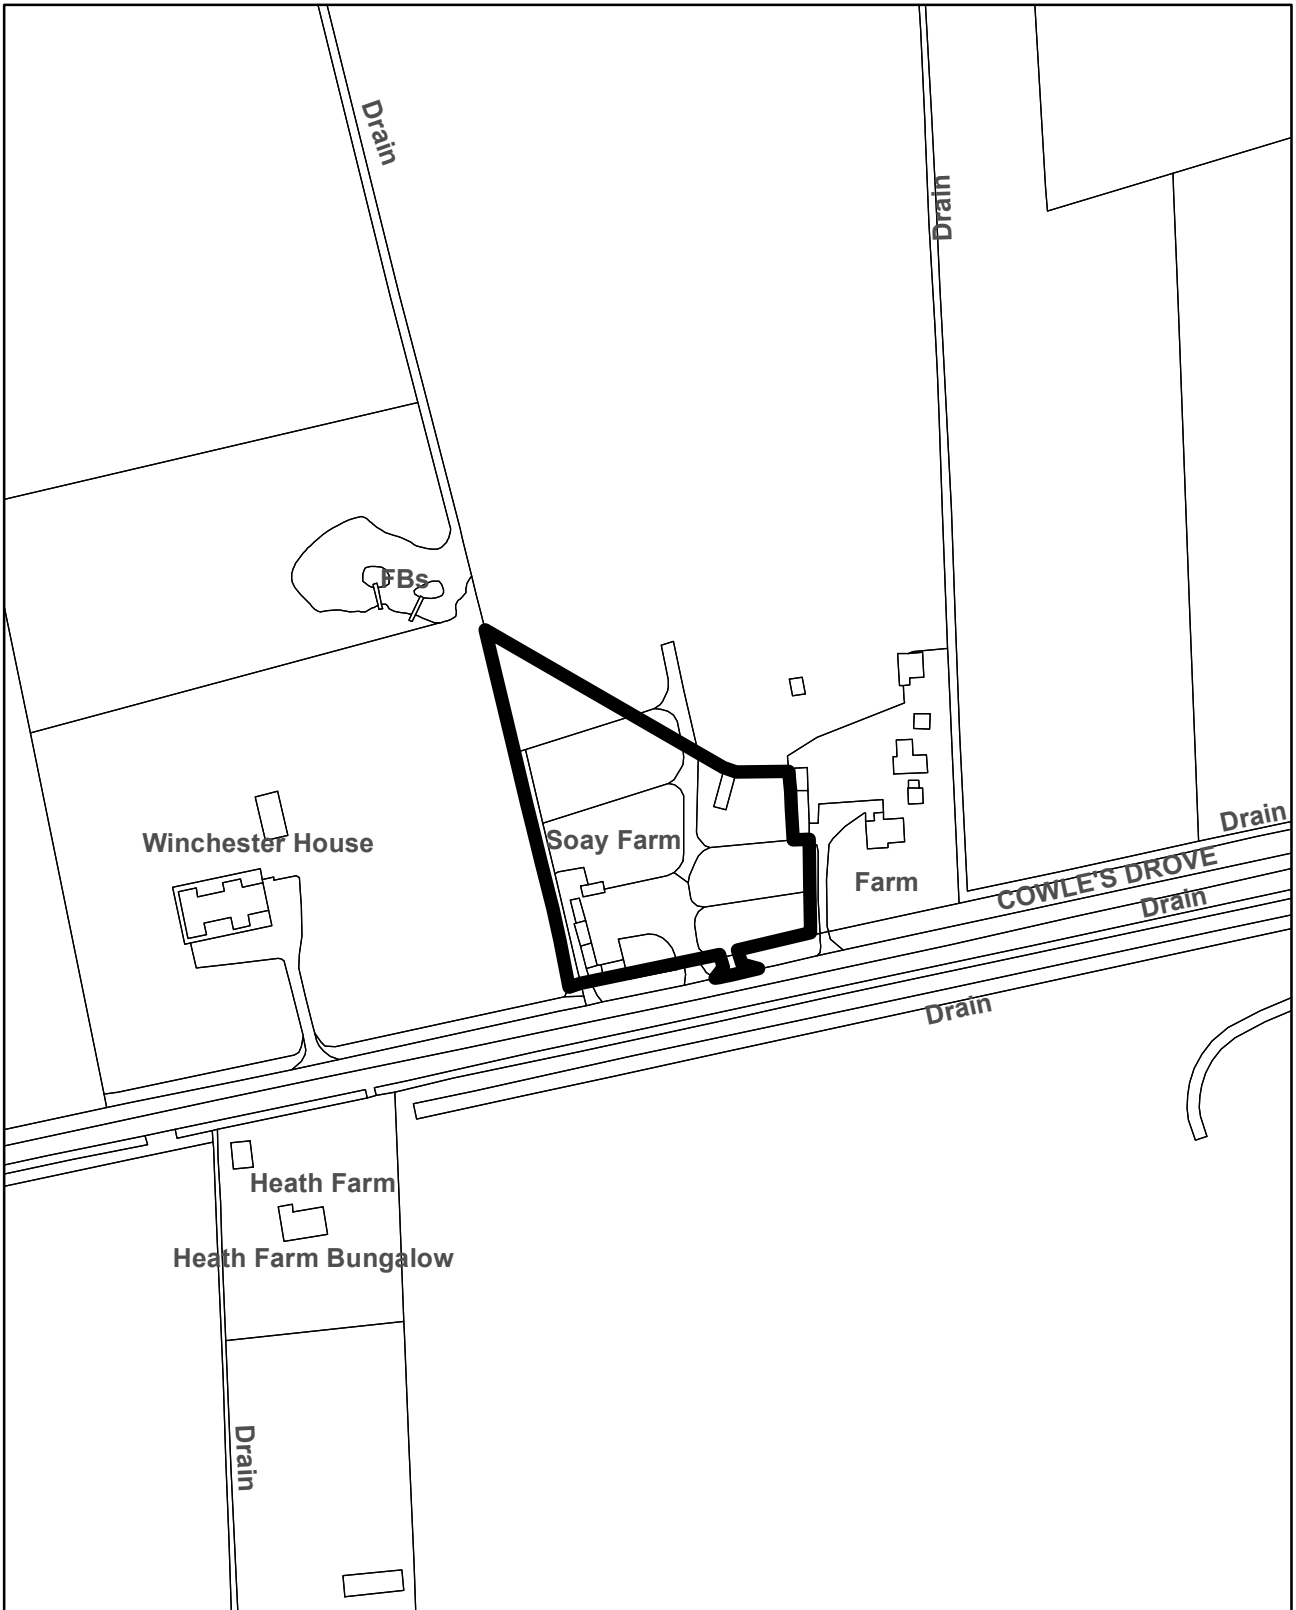 Drain
Drain
FBs
Drain
Winchester House
Soay Farm
COWLE'S DROVE
Farm
Drain
Drain
Heath Farm
Heath Farm Bungalow
Drain